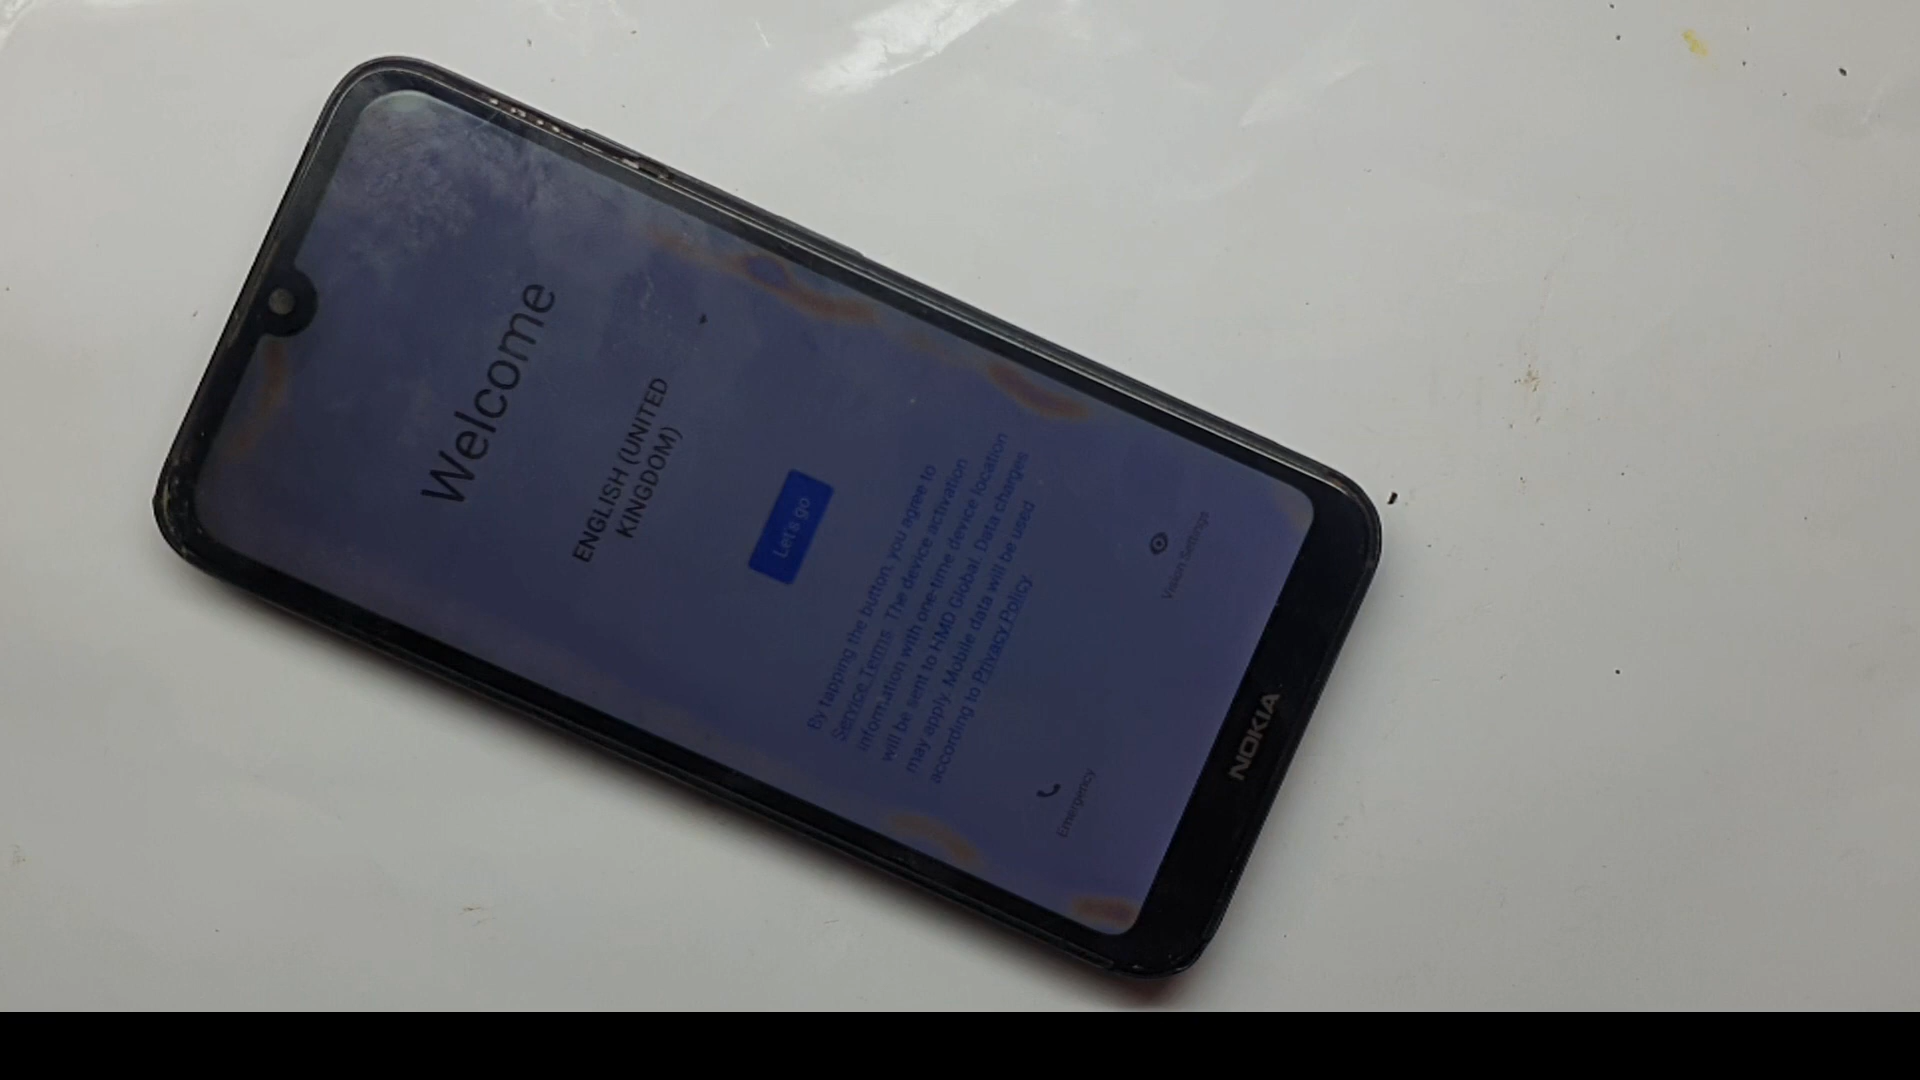 Welcome
ENGLISH (UNITED
KINGDOM)
Let's go
By tapping the button, you agree to
Service Terms. The device activation
information with one-time device location
will be sent to HMD Global. Data charges
may apply. Mobile data will be used
according to Privacy Policy
Emergency
Vision Settings
NOKIA